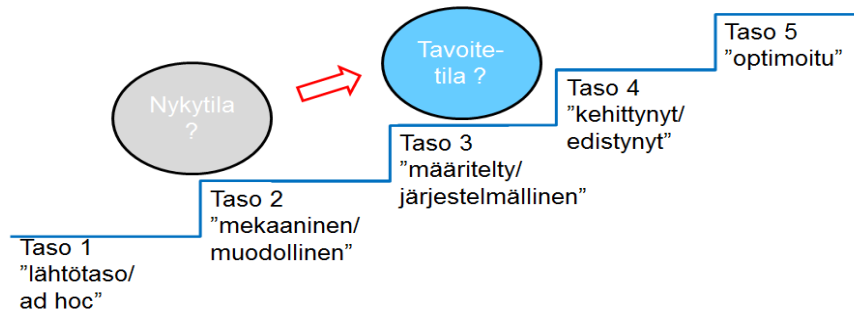 Nykytila
?
Tavoite-
tila ?
Taso 1
”lähtötaso/
ad hoc”
Taso 2
”mekaaninen/
muodollinen”
Taso 3
”määritelty/
järjestelmällinen”
Taso 4
”kehittynyt/
edistynyt”
Taso 5
”optimoitu”